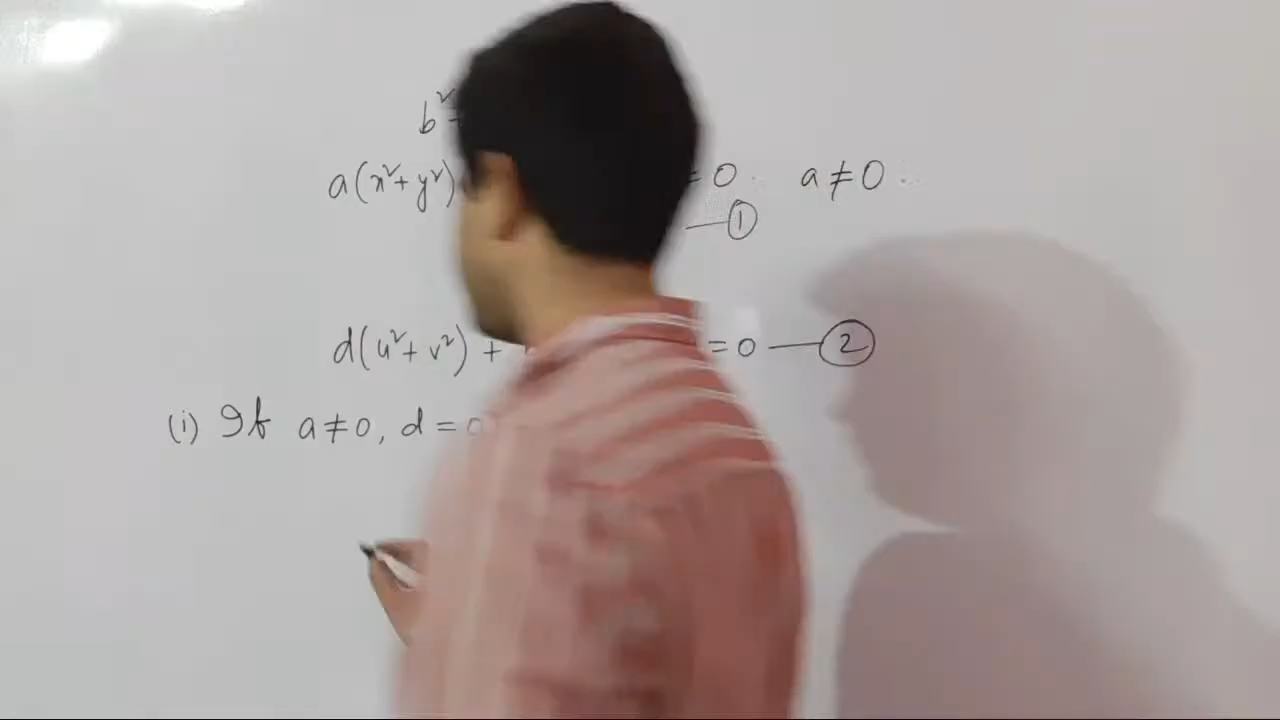 b²
a(x²+y²) = 0 a≠0
—①
d(u²+v²) + =0 —②
(i) If a≠0, d=0